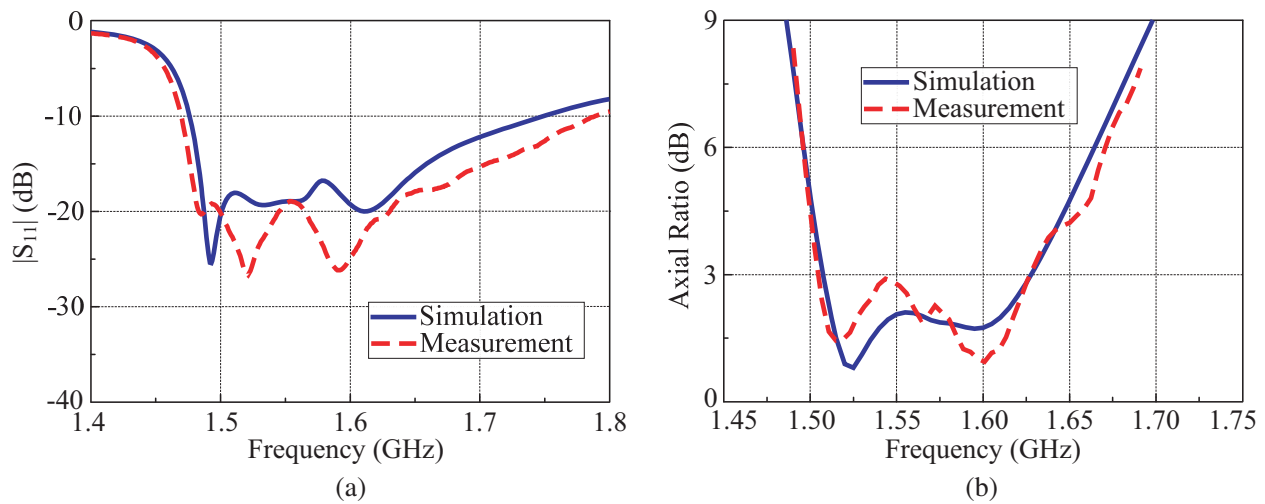 0
-10
-20
-30
-40
|S11| (dB)
1.4 1.5 1.6 1.7 1.8
Frequency (GHz)
Simulation
Measurement
(a)
9
6
3
0
Axial Ratio (dB)
1.45 1.50 1.55 1.60 1.65 1.70 1.75
Frequency (GHz)
Simulation
Measurement
(b)